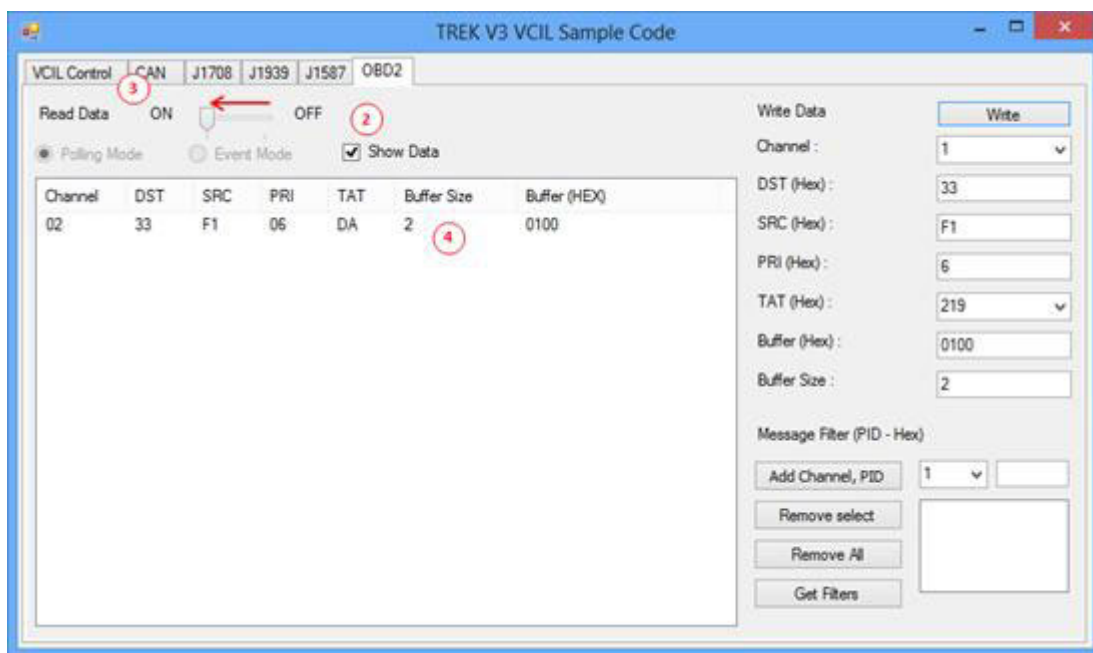 TREK V3 VCIL Sample Code
VCIL Control CAN J1708 J1939 J1587 OBD2
3
Read Data ON OFF
2
Polling Mode Event Mode Show Data
Channel DST SRC PRI TAT Buffer Size Buffer (HEX)
02 33 F1 06 DA 2 0100
4
Write Data Write
Channel : 1
DST (Hex) : 33
SRC (Hex) : F1
PRI (Hex) : 6
TAT (Hex) : 219
Buffer (Hex) : 0100
Buffer Size : 2
Message Filter (PID - Hex)
Add Channel, PID 1
Remove select
Remove All
Get Filters